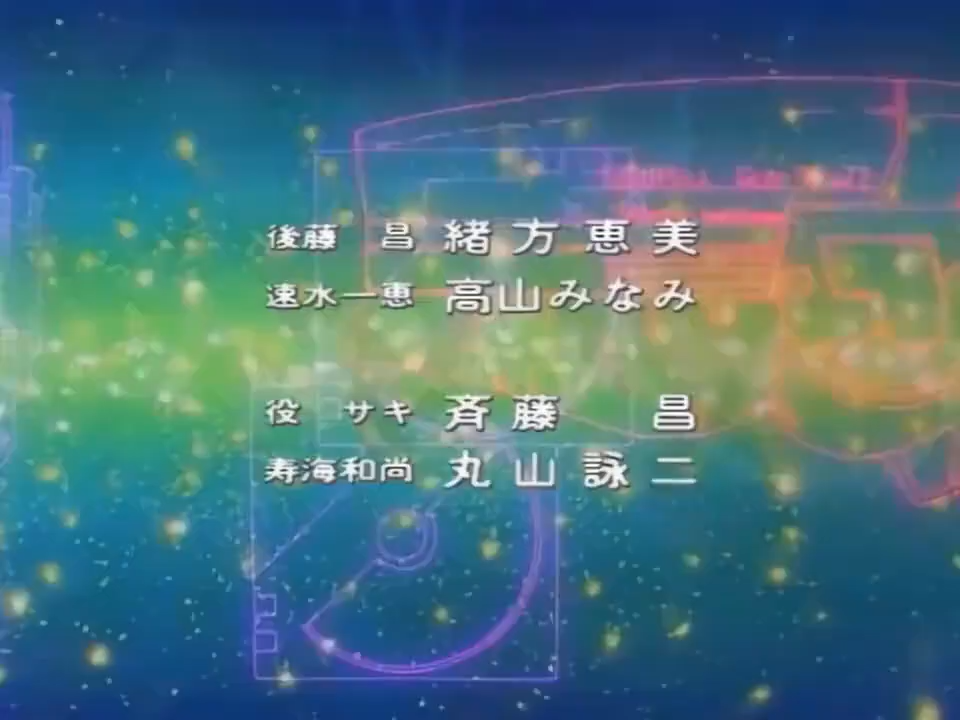 後藤　昌 緒方恵美
速水一恵 高山みなみ
役　サキ 斉藤　昌
寿海和尚 丸山詠二